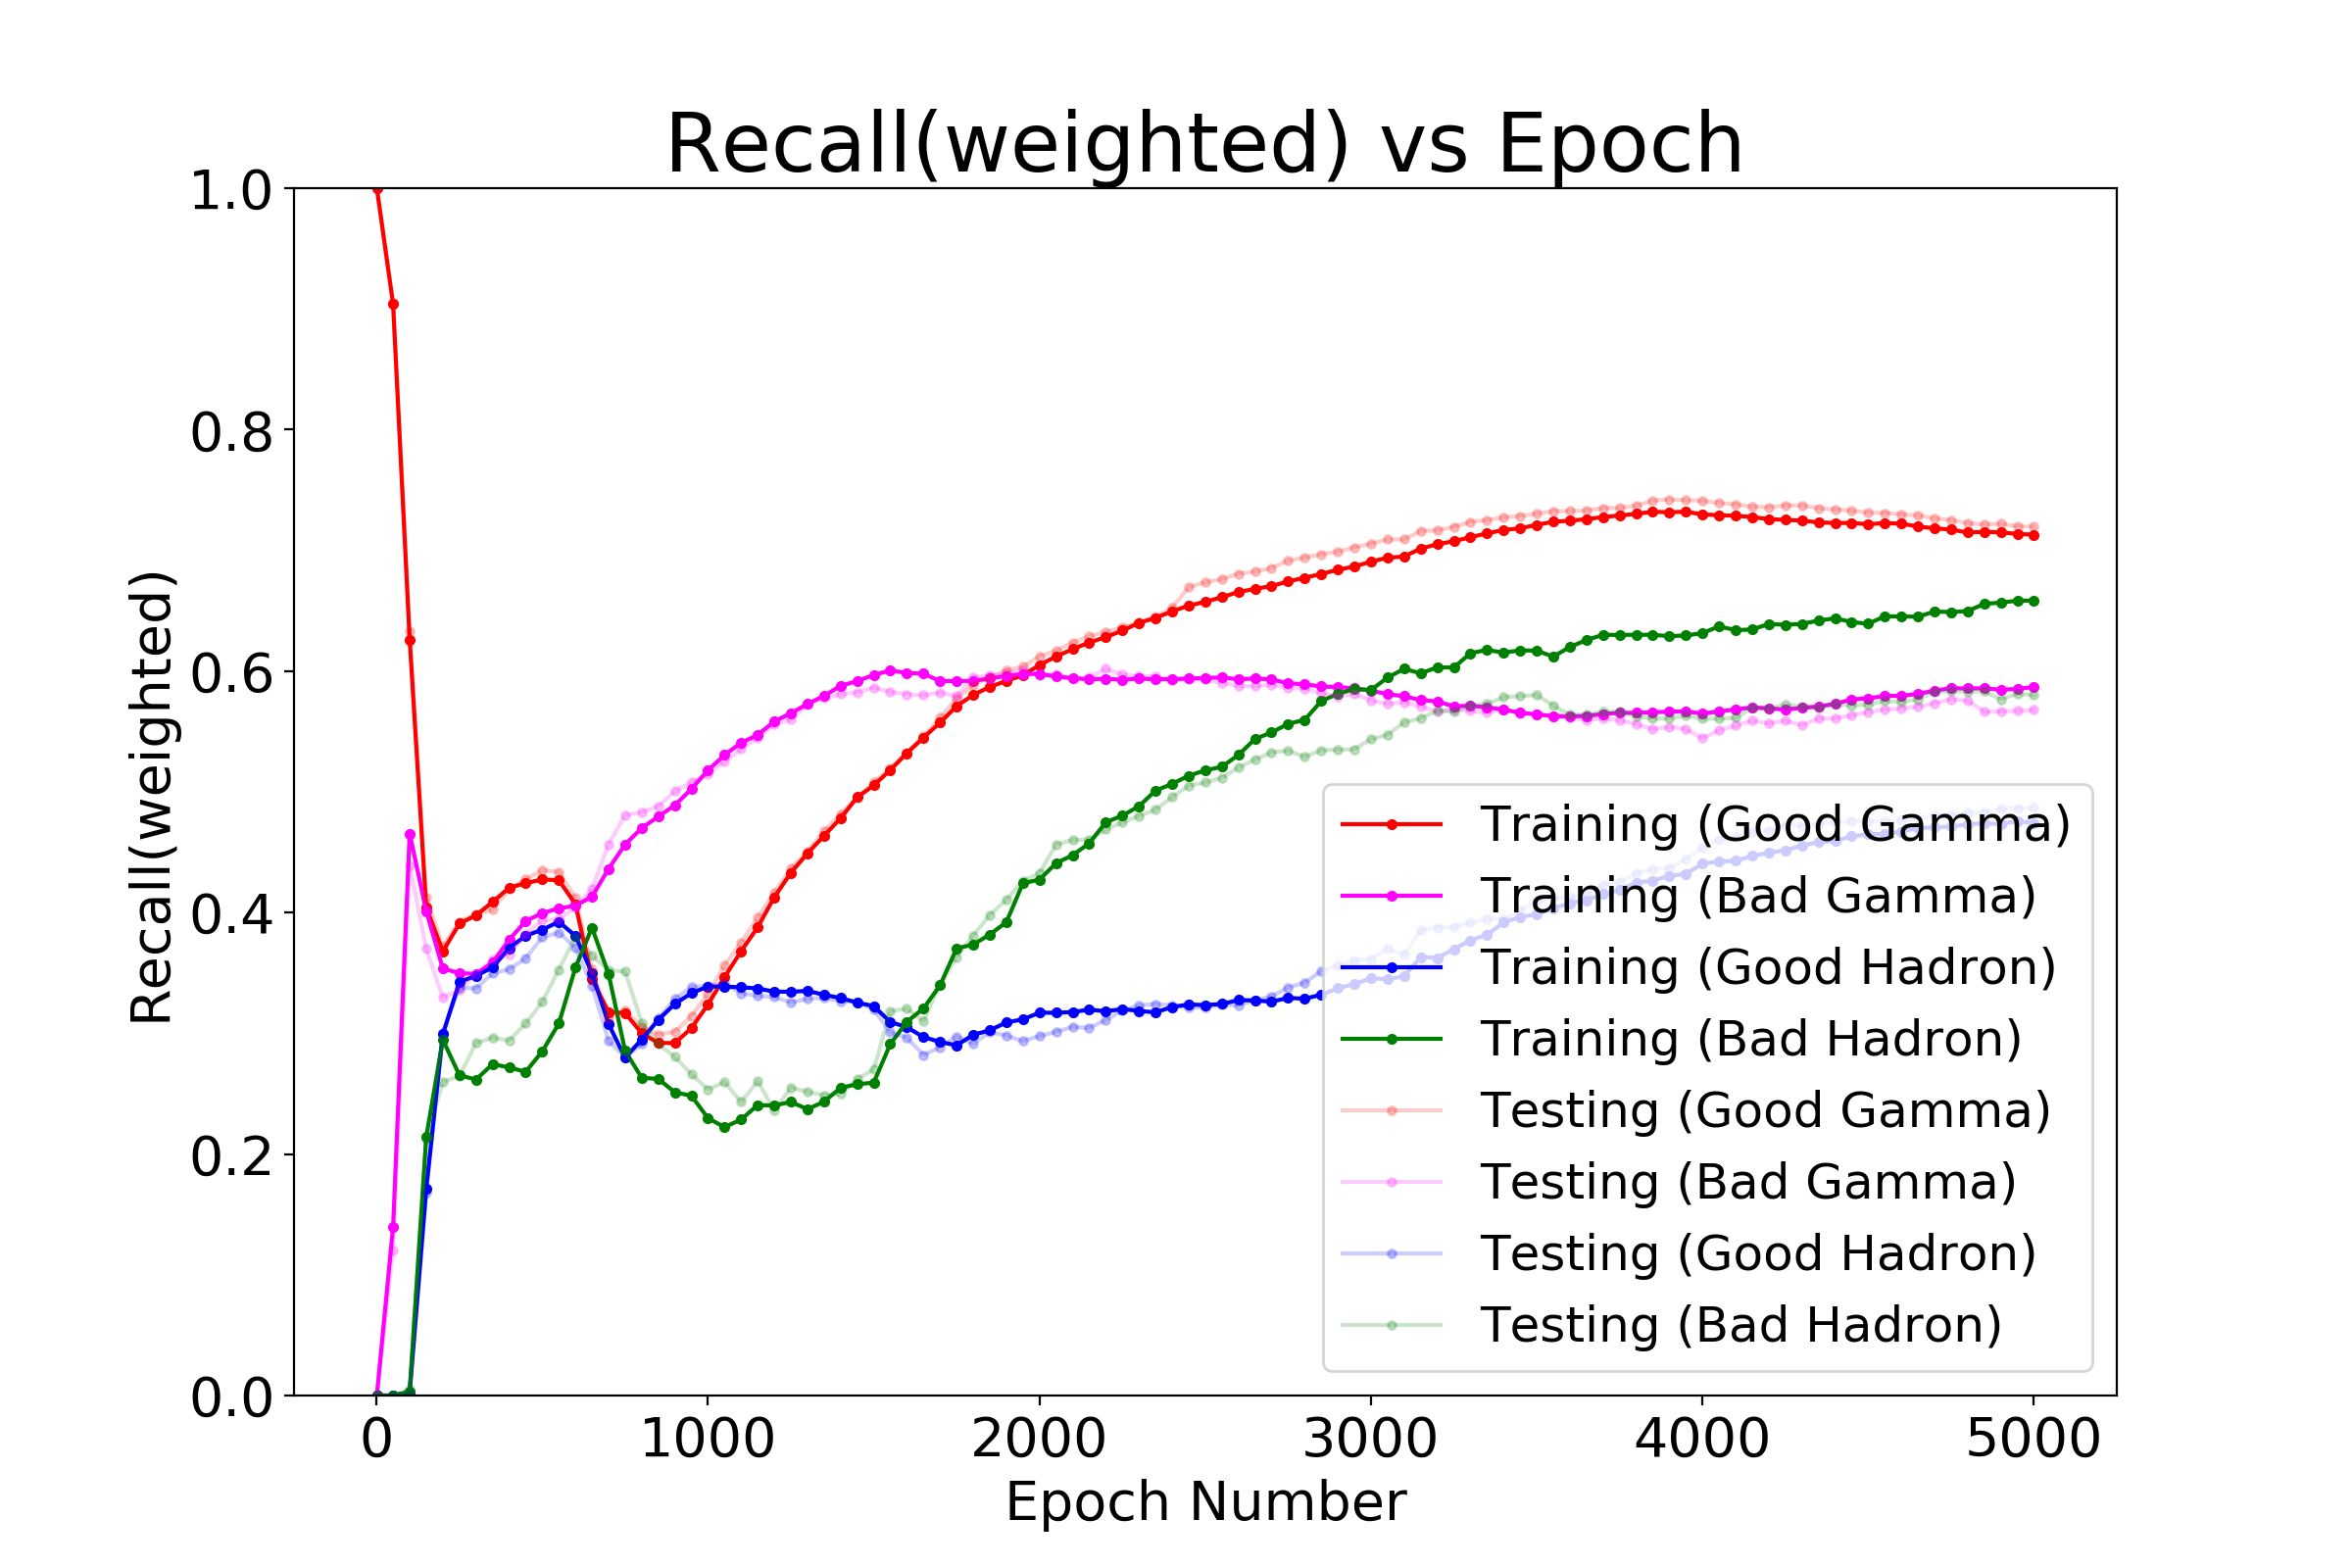 Recall(weighted) vs Epoch
1.0
0.8
0.6
0.4
0.2
0.0
Recall(weighted)
0 1000 2000 3000 4000 5000
Epoch Number
Training (Good Gamma)
Training (Bad Gamma)
Training (Good Hadron)
Training (Bad Hadron)
Testing (Good Gamma)
Testing (Bad Gamma)
Testing (Good Hadron)
Testing (Bad Hadron)